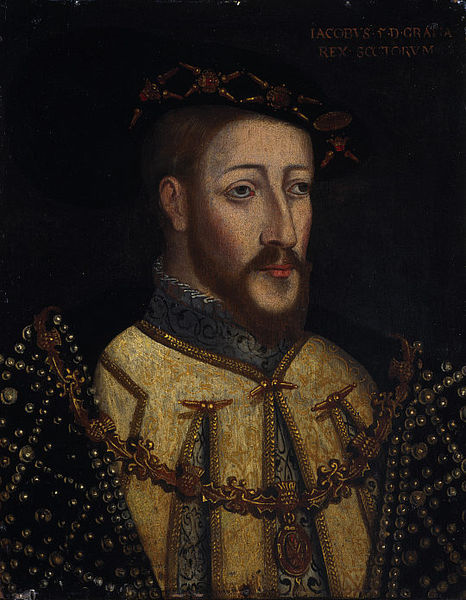 IACOBVS · 5 · D · GRATIA
REX · SCOTORVM